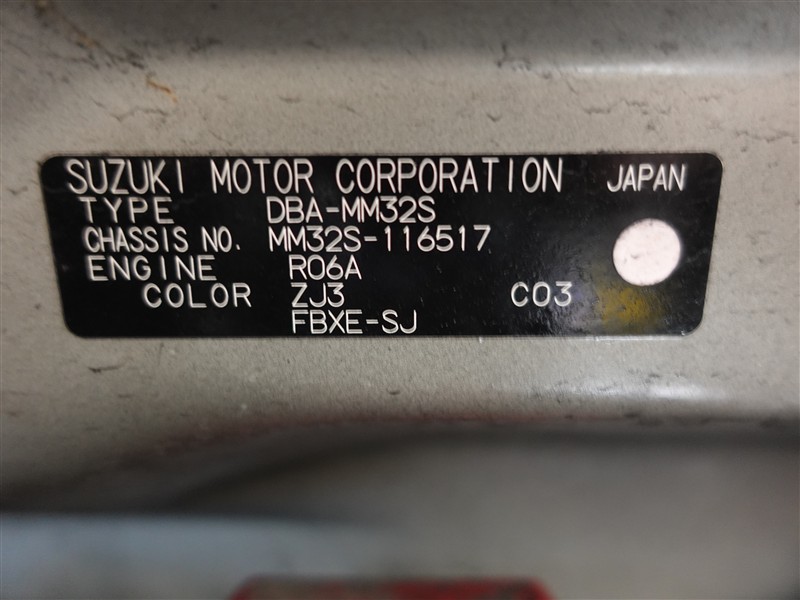 SUZUKI MOTOR CORPORATION JAPAN
TYPE DBA-MM32S
CHASSIS NO. MM32S-116517
ENGINE R06A
COLOR ZJ3 C03
FBXE-SJ